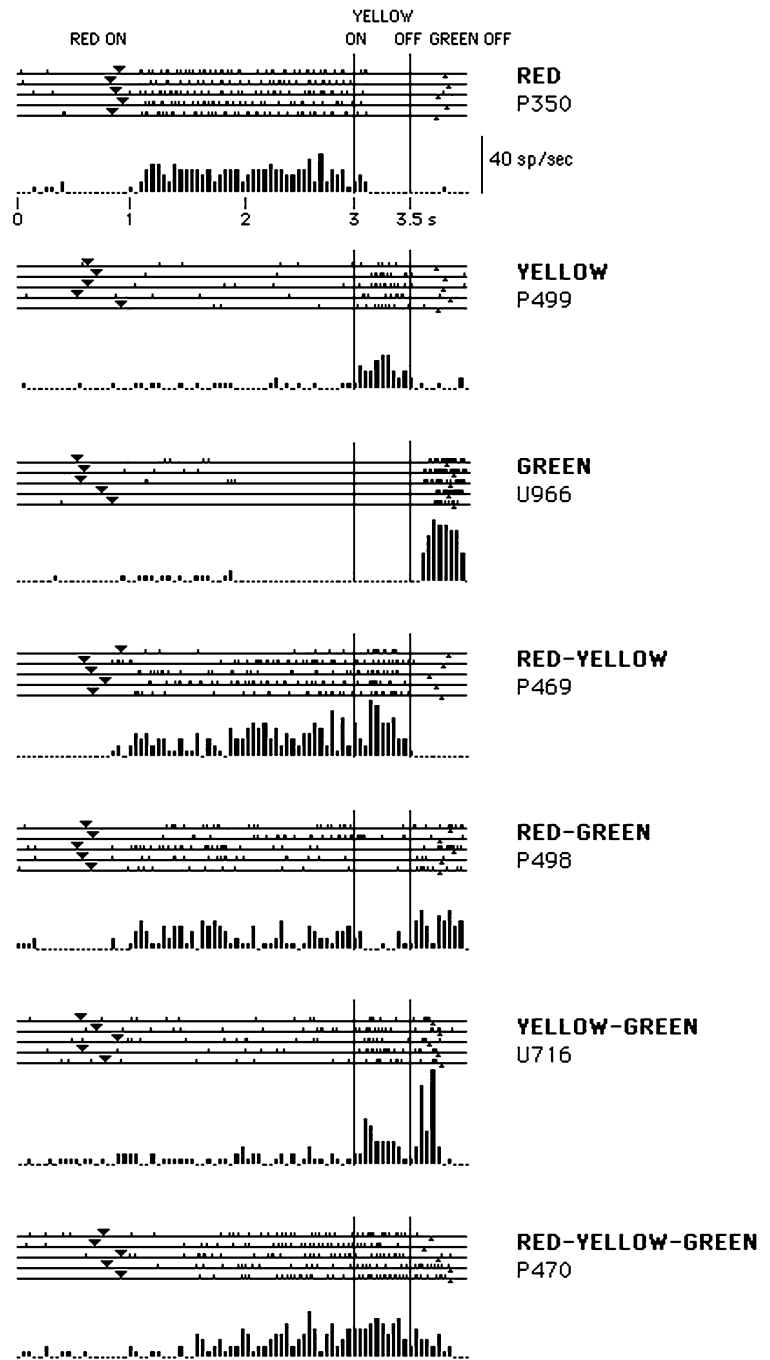 YELLOW
RED ON ON OFF GREEN OFF
RED
P350
40 sp/sec
0 1 2 3 3.5 s
YELLOW
P499
GREEN
U966
RED-YELLOW
P469
RED-GREEN
P498
YELLOW-GREEN
U716
RED-YELLOW-GREEN
P470